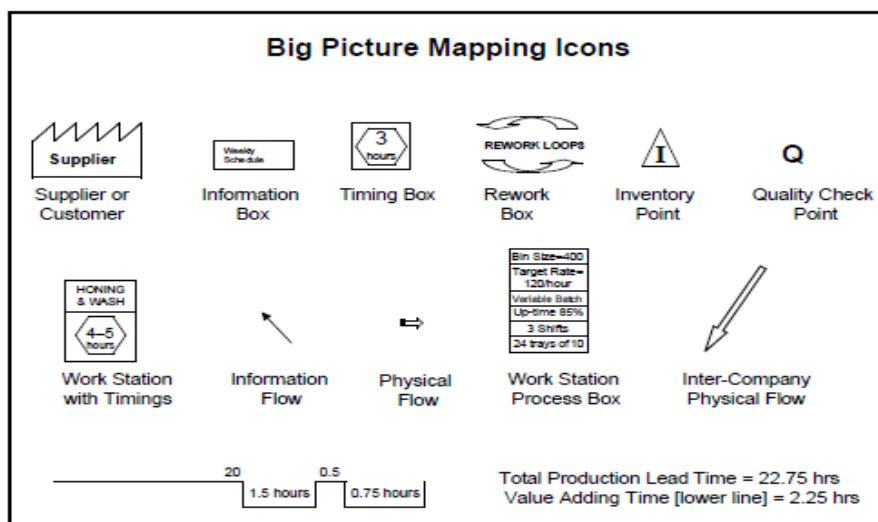 Big Picture Mapping Icons
Supplier
Weekly
Schedule
3
hours
REWORK LOOPS
I
Q
Supplier or
Customer
Information
Box
Timing Box
Rework
Box
Inventory
Point
Quality Check
Point
HONING
& WASH
4–5
hours
Bin Size=400
Target Rate=
120/hour
Variable Batch
Up-time 85%
3 Shifts
24 trays of 10
Work Station
with Timings
Information
Flow
Physical
Flow
Work Station
Process Box
Inter-Company
Physical Flow
20
0.5
1.5 hours
0.75 hours
Total Production Lead Time = 22.75 hrs
Value Adding Time [lower line] = 2.25 hrs